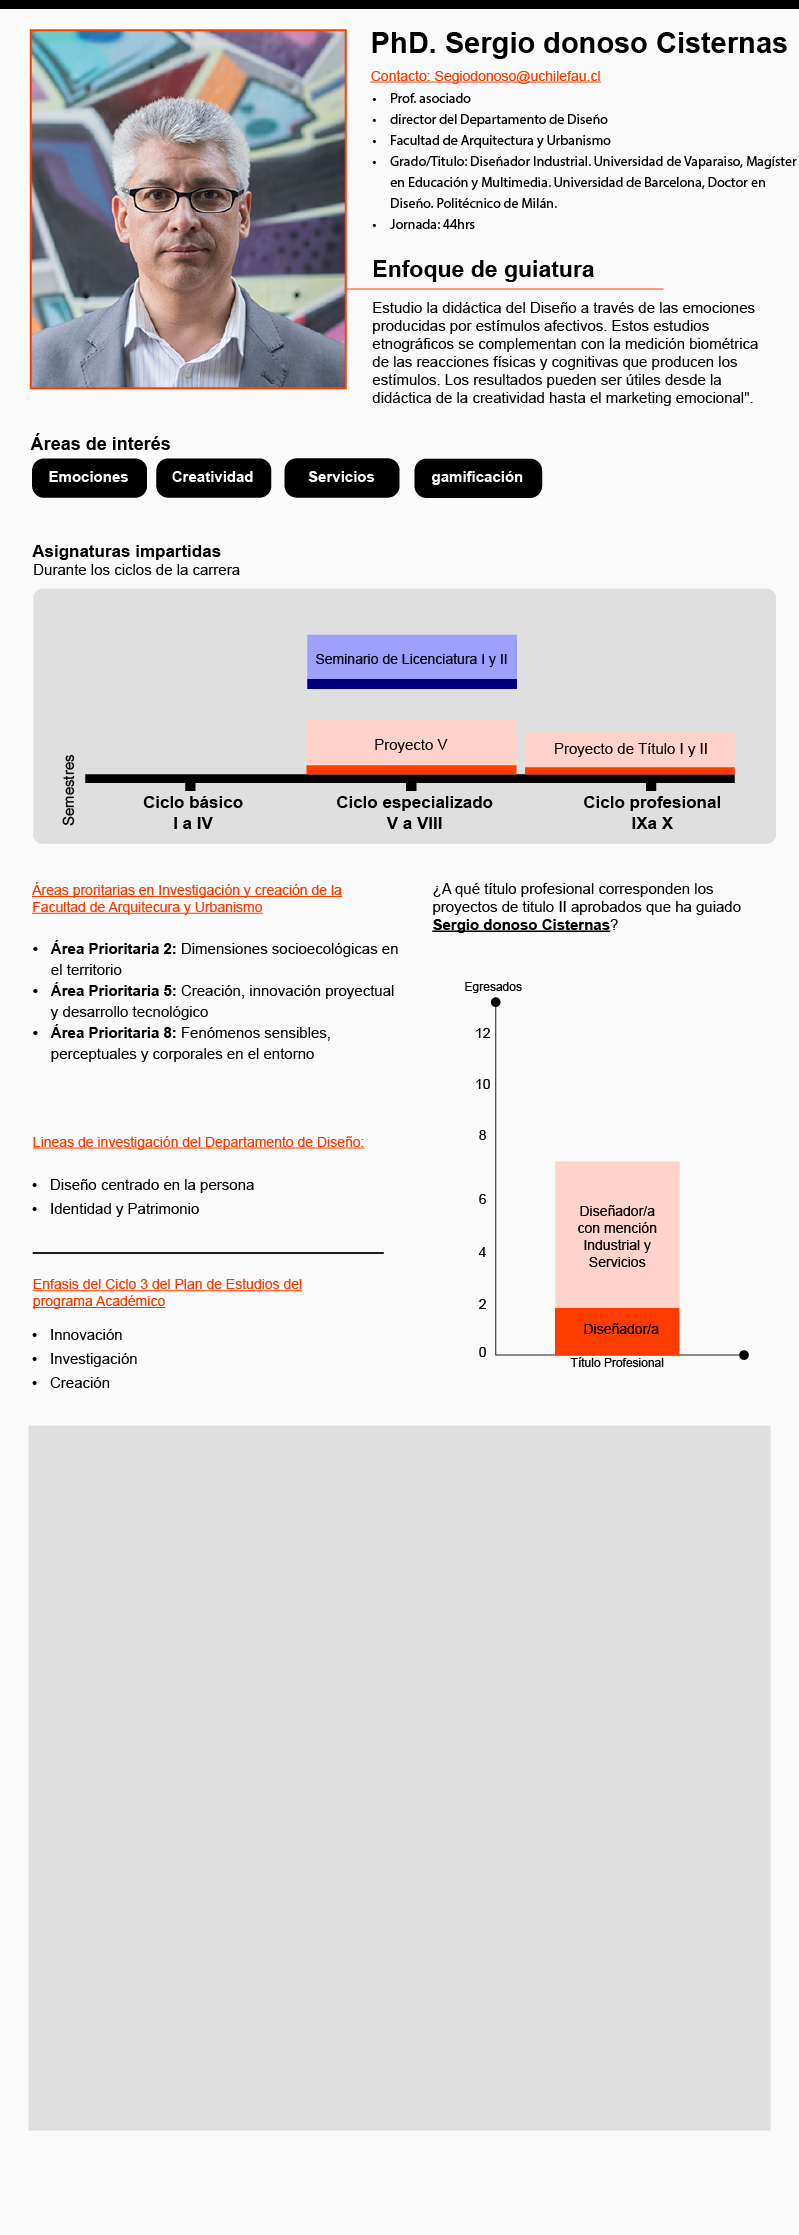 PhD. Sergio donoso Cisternas
Contacto: Segiodonoso@uchilefau.cl
• Prof. asociado
• director del Departamento de Diseño
• Facultad de Arquitectura y Urbanismo
• Grado/Titulo: Diseñador Industrial. Universidad de Vaparaiso, Magíster
en Educación y Multimedia. Universidad de Barcelona, Doctor en
Diseño. Politécnico de Milán.
• Jornada: 44hrs
Enfoque de guiatura
Estudio la didáctica del Diseño a través de las emociones
producidas por estímulos afectivos. Estos estudios
etnográficos se complementan con la medición biométrica
de las reacciones físicas y cognitivas que producen los
estímulos. Los resultados pueden ser útiles desde la
didáctica de la creatividad hasta el marketing emocional".
Áreas de interés
Emociones Creatividad Servicios gamificación
Asignaturas impartidas
Durante los ciclos de la carrera
Seminario de Licenciatura I y II
Proyecto V
Proyecto de Título I y II
Semestres
Ciclo básico
I a IV
Ciclo especializado
V a VIII
Ciclo profesional
IXa X
Áreas proritarias en Investigación y creación de la
Facultad de Arquitecura y Urbanismo
• Área Prioritaria 2: Dimensiones socioecológicas en
el territorio
• Área Prioritaria 5: Creación, innovación proyectual
y desarrollo tecnológico
• Área Prioritaria 8: Fenómenos sensibles,
perceptuales y corporales en el entorno
Lineas de investigación del Departamento de Diseño:
• Diseño centrado en la persona
• Identidad y Patrimonio
Enfasis del Ciclo 3 del Plan de Estudios del
programa Académico
• Innovación
• Investigación
• Creación
¿A qué título profesional corresponden los
proyectos de titulo II aprobados que ha guiado
Sergio donoso Cisternas?
Egresados
12
10
8
6
4
2
0
Diseñador/a
con mención
Industrial y
Servicios
Diseñador/a
Título Profesional